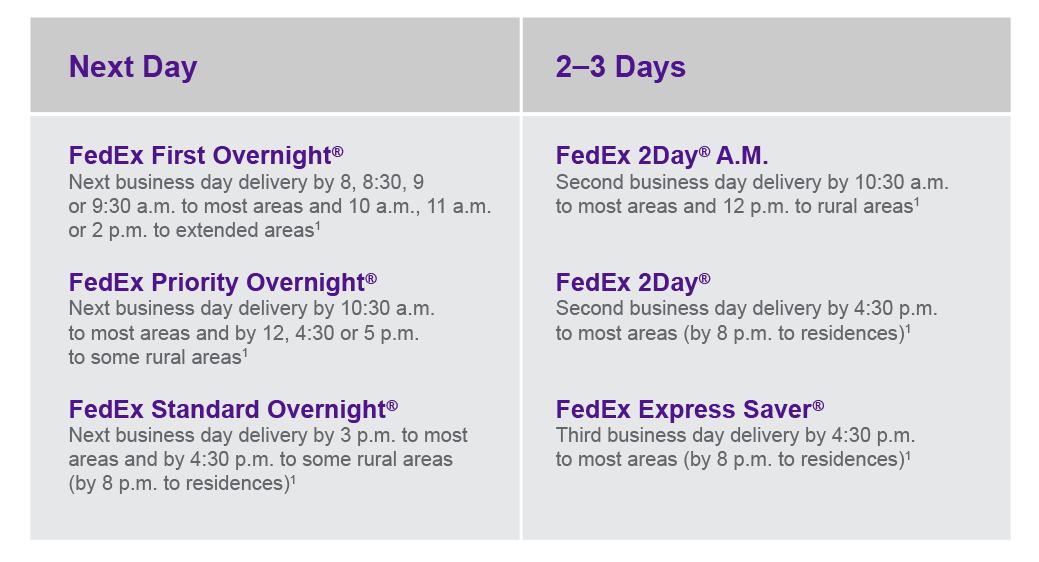 Next Day
FedEx First Overnight®
Next business day delivery by 8, 8:30, 9
or 9:30 a.m. to most areas and 10 a.m., 11 a.m.
or 2 p.m. to extended areas¹
FedEx Priority Overnight®
Next business day delivery by 10:30 a.m.
to most areas and by 12, 4:30 or 5 p.m.
to some rural areas¹
FedEx Standard Overnight®
Next business day delivery by 3 p.m. to most
areas and by 4:30 p.m. to some rural areas
(by 8 p.m. to residences)¹
2–3 Days
FedEx 2Day® A.M.
Second business day delivery by 10:30 a.m.
to most areas and 12 p.m. to rural areas¹
FedEx 2Day®
Second business day delivery by 4:30 p.m.
to most areas (by 8 p.m. to residences)¹
FedEx Express Saver®
Third business day delivery by 4:30 p.m.
to most areas (by 8 p.m. to residences)¹